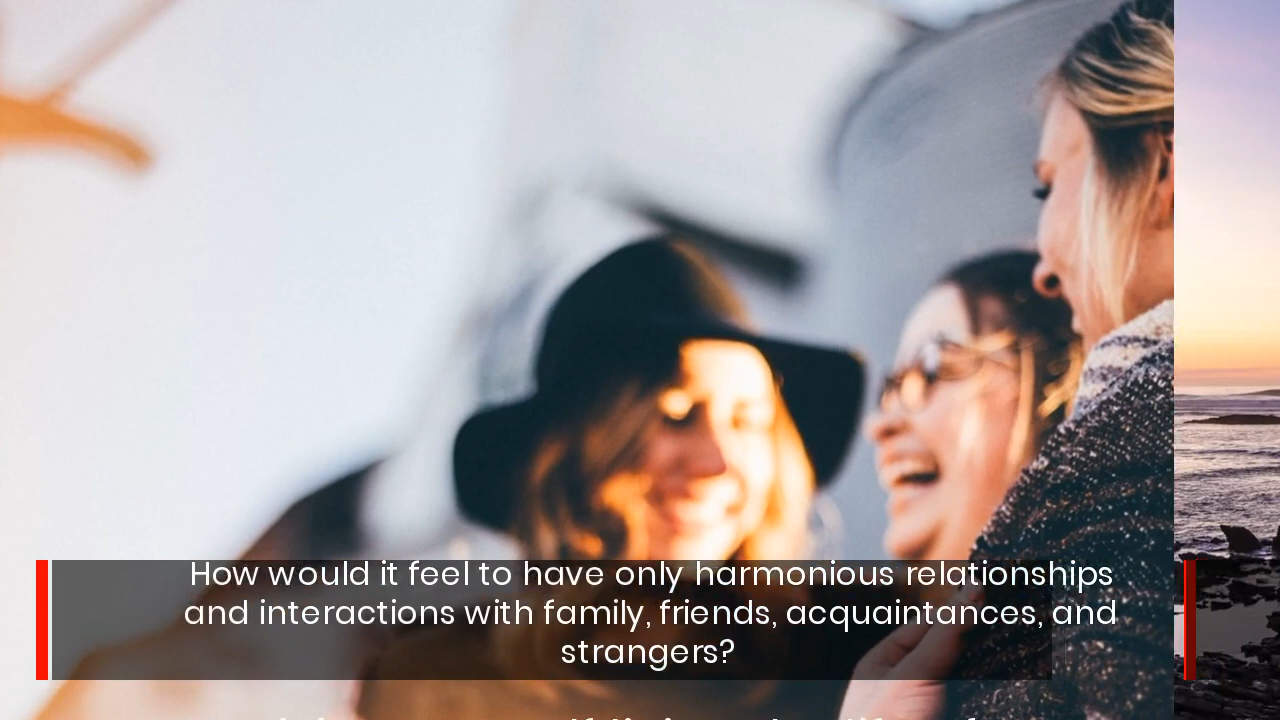 How would it feel to have only harmonious relationships
and interactions with family, friends, acquaintances, and
strangers?